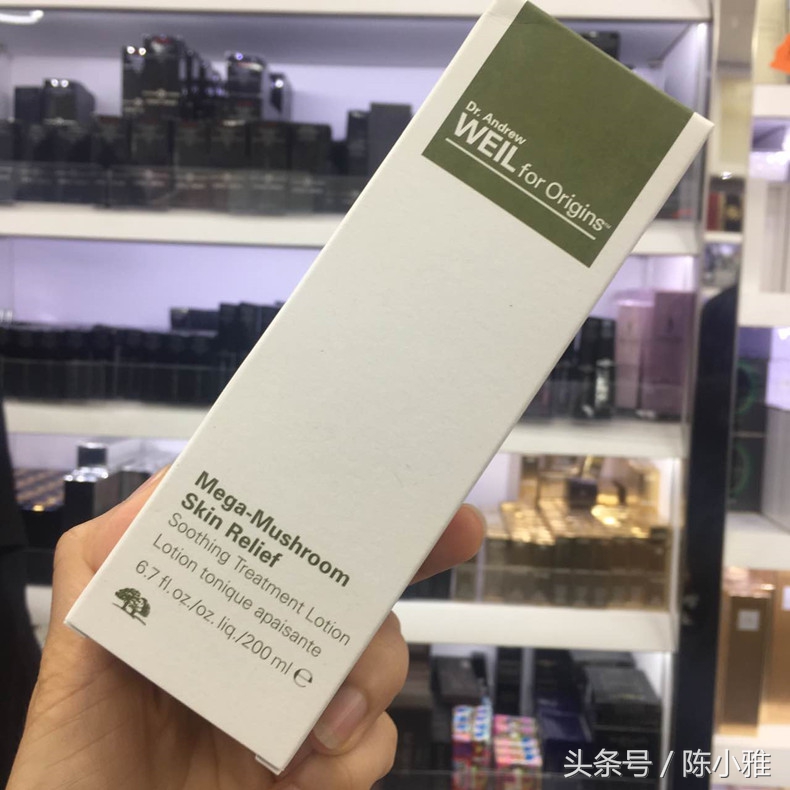 Dr. Andrew
WEIL for Origins™
Mega-Mushroom
Skin Relief
Soothing Treatment Lotion
Lotion tonique apaisante
6.7 fl.oz./oz. liq./200 ml ℮
头条号 / 陈小雅